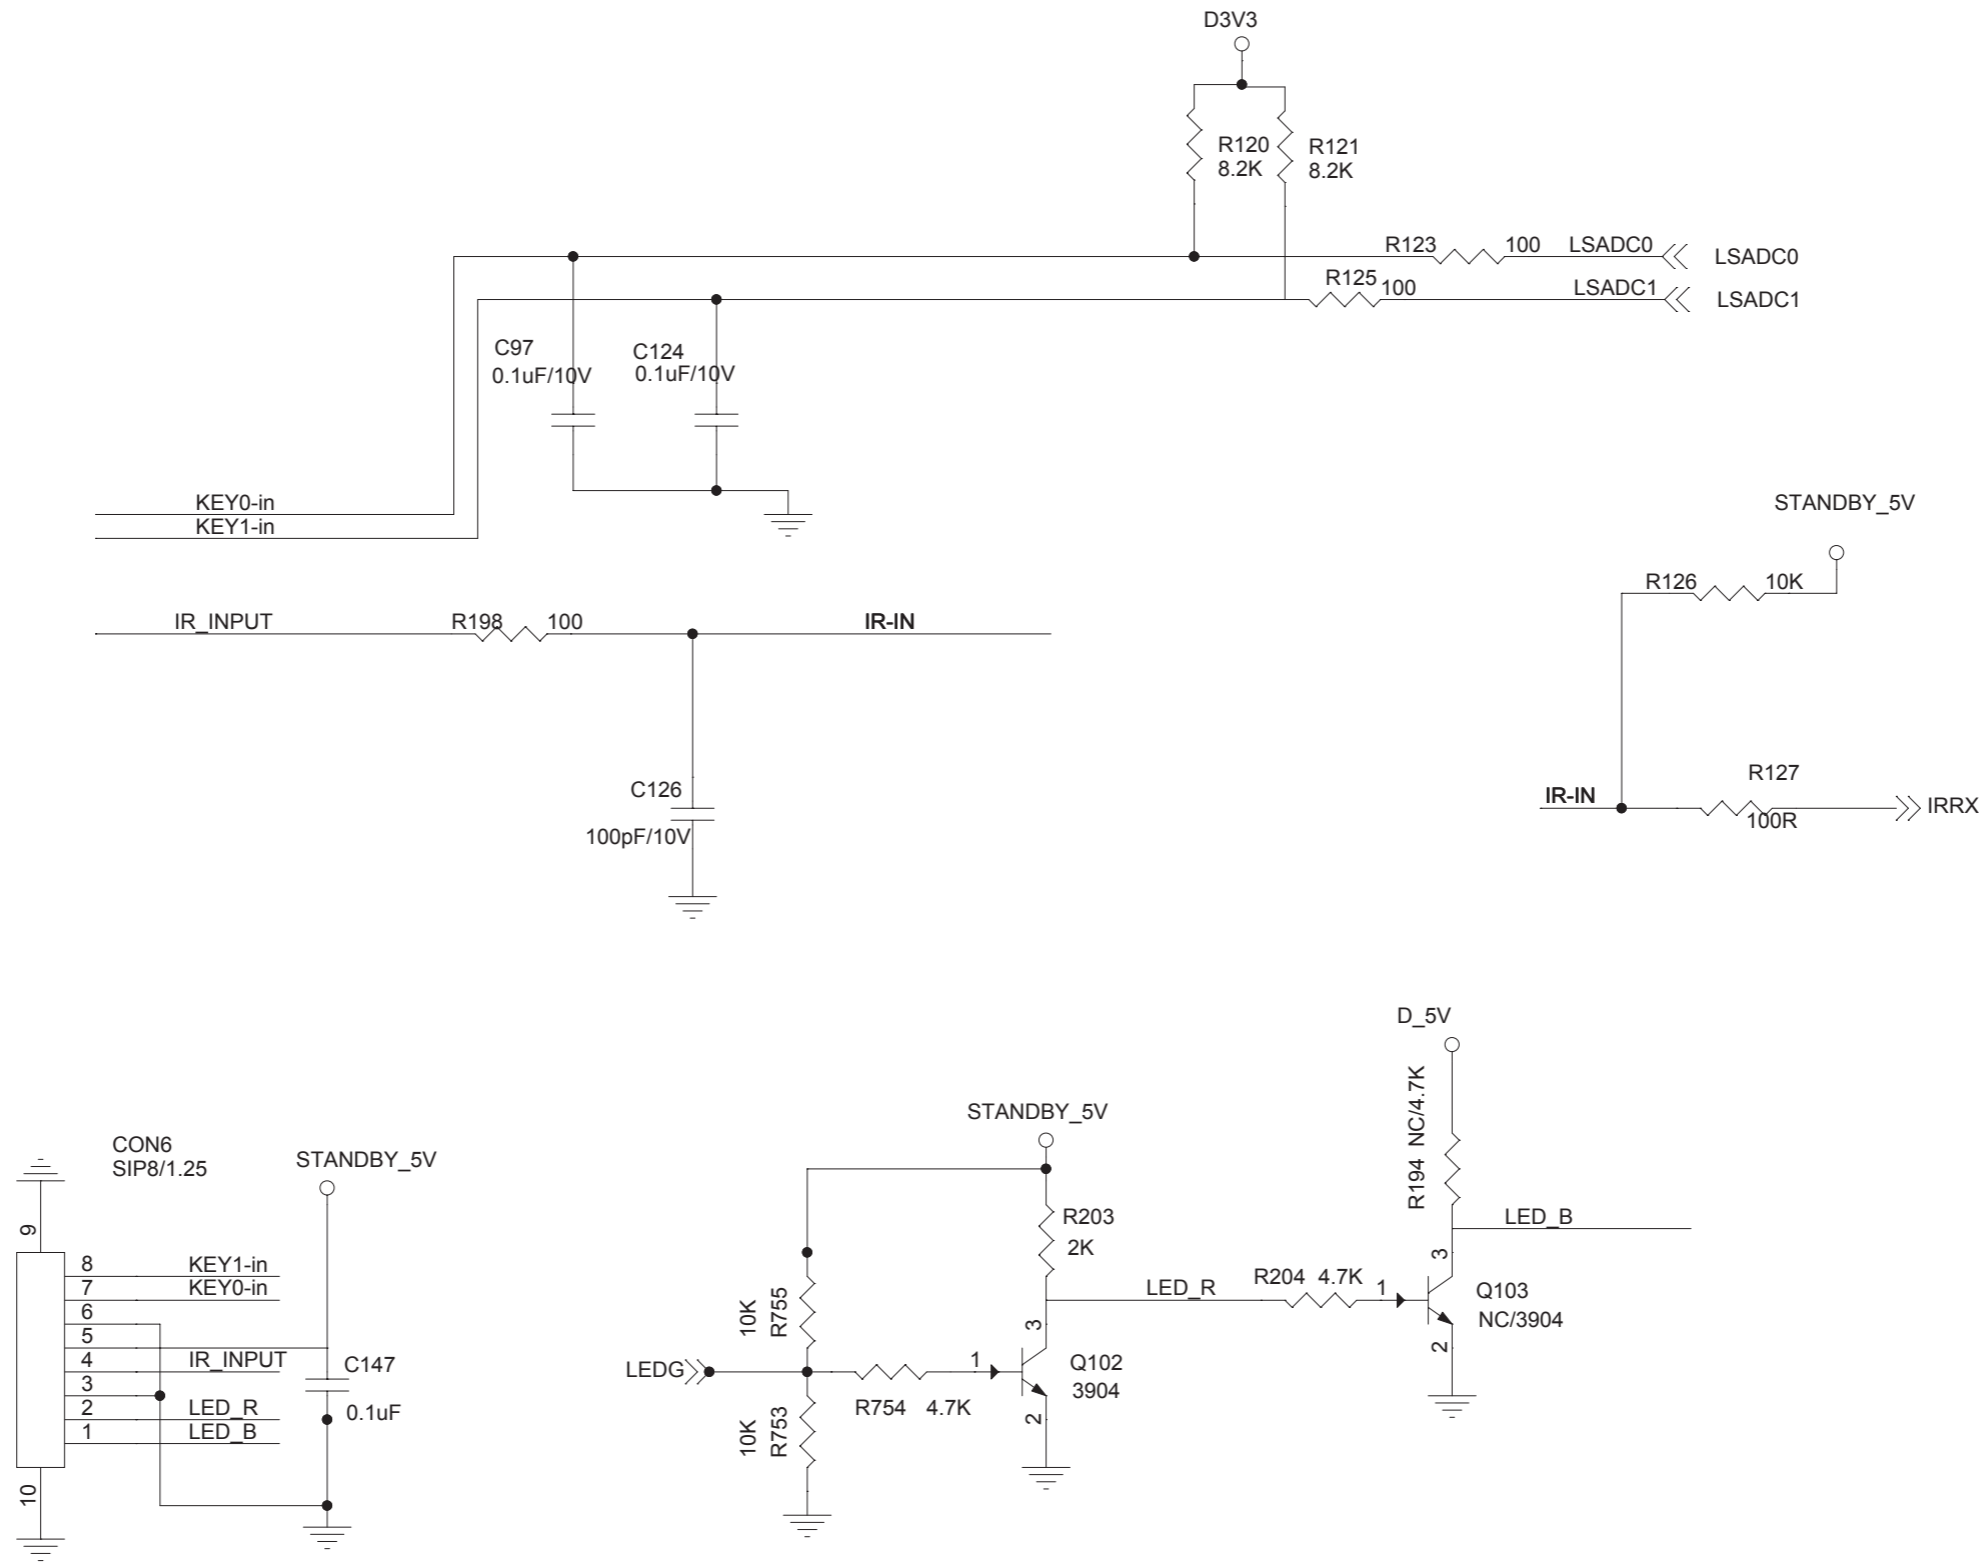 D3V3
R120
8.2K
R121
8.2K
R123 100 LSADC0 LSADC0
R125 100 LSADC1 LSADC1
C97
0.1uF/10V
C124
0.1uF/10V
KEY0-in
KEY1-in
STANDBY_5V
R126 10K
IR_INPUT R198 100 IR-IN
C126
100pF/10V
R127
IR-IN
100R
IRRX
D_5V
R194 NC/4.7K
STANDBY_5V
CON6
SIP8/1.25
STANDBY_5V
9
8 KEY1-in
7 KEY0-in
6
5
4 IR_INPUT
3
2 LED_R
1 LED_B
10
C147
0.1uF
R203
2K
LED_B
10K
R755
LED_R
R204 4.7K
1
3
2
Q103
NC/3904
LEDG
R754 4.7K
1
3
2
Q102
3904
10K
R753